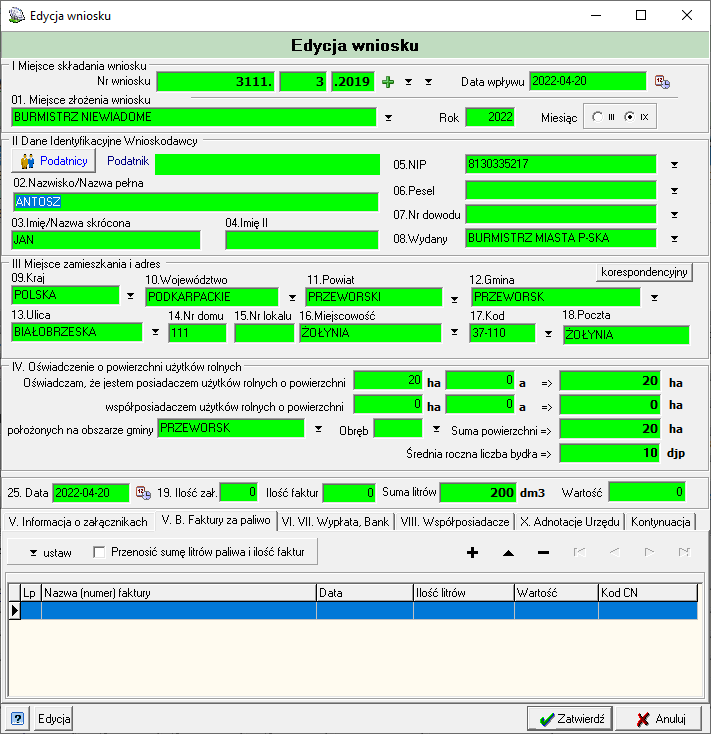 Edycja wniosku
Edycja wniosku
I Miejsce składania wniosku
Nr wniosku 3111. 3 .2019 Data wpływu 2022-04-20
01. Miejsce złożenia wniosku
BURMISTRZ NIEWIADOME Rok 2022 Miesiąc III IX
II Dane Identyfikacyjne Wnioskodawcy
Podatnicy Podatnik 05.NIP 8130335217
02.Nazwisko/Nazwa pełna 06.Pesel
ANTOSZ 07.Nr dowodu
03.Imię/Nazwa skrócona 04.Imię II
JAN 08.Wydany BURMISTRZ MIASTA P-SKA
III Miejsce zamieszkania i adres korespondencyjny
09.Kraj 10.Województwo 11.Powiat 12.Gmina
POLSKA PODKARPACKIE PRZEWORSKI PRZEWORSK
13.Ulica 14.Nr domu 15.Nr lokalu 16.Miejscowość 17.Kod 18.Poczta
BIAŁOBRZESKA 111 ŻOŁYNIA 37-110 ŻOŁYNIA
IV. Oświadczenie o powierzchni użytków rolnych
Oświadczam, że jestem posiadaczem użytków rolnych o powierzchni 20 ha 0 a => 20 ha
współposiadaczem użytków rolnych o powierzchni 0 ha 0 a => 0 ha
położonych na obszarze gminy PRZEWORSK Obręb Suma powierzchni => 20 ha
Średnia roczna liczba bydła => 10 djp
25. Data 2022-04-20 19. Ilość zał. 0 Ilość faktur 0 Suma litrów 200 dm3 Wartość 0
V. Informacja o załącznikach V. B. Faktury za paliwo VI. VII. Wypłata, Bank VIII. Współposiadacze X. Adnotacje Urzędu Kontynuacja
ustaw Przenosić sumę litrów paliwa i ilość faktur
Lp Nazwa (numer) faktury Data Ilość litrów Wartość Kod CN
? Edycja Zatwierdź Anuluj